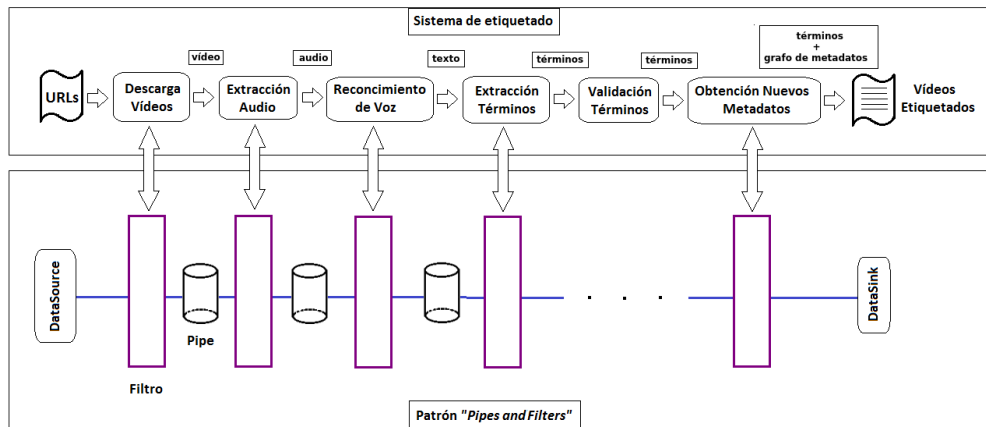 Sistema de etiquetado
vídeo
audio
texto
términos
términos
términos
+
grafo de metadatos
URLs
Descarga
Vídeos
Extracción
Audio
Reconcimiento
de Voz
Extracción
Términos
Validación
Términos
Obtención Nuevos
Metadatos
Vídeos
Etiquetados
DataSource
Pipe
Filtro
. . .
DataSink
Patrón "Pipes and Filters"